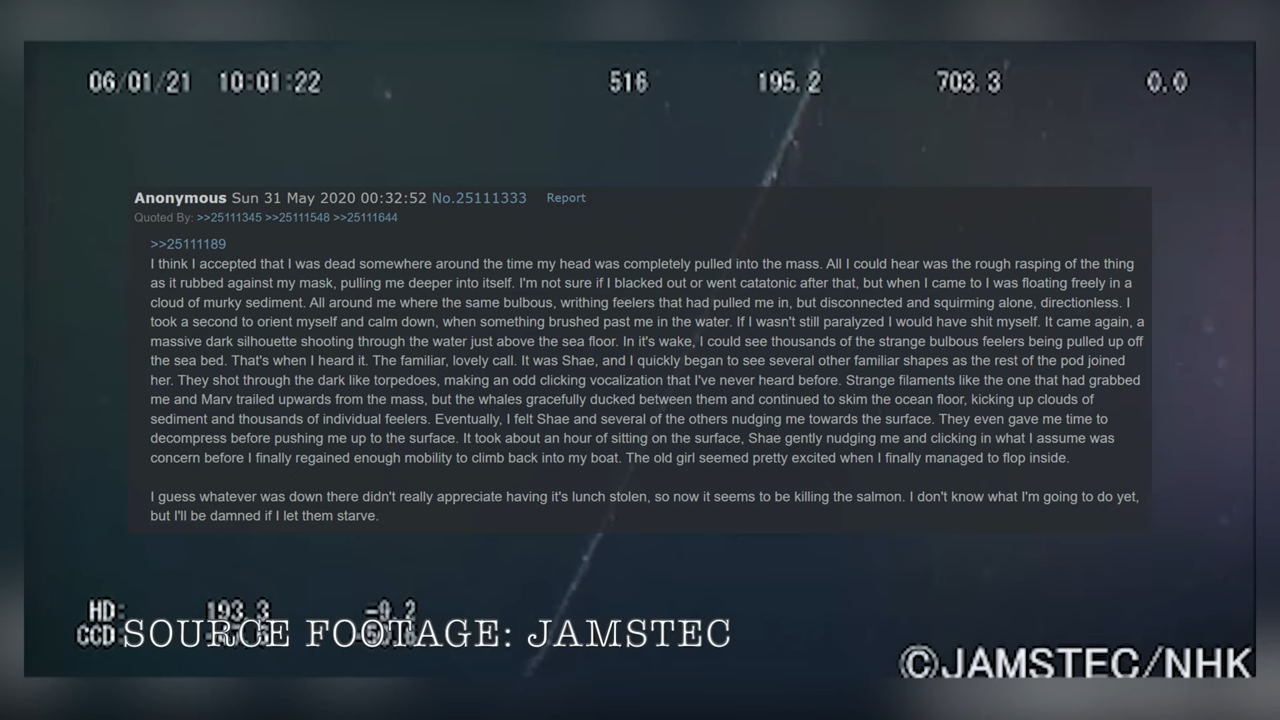 06/01/21 10:01:22 516 195.2 703.3 0.0
Anonymous Sun 31 May 2020 00:32:52 No.25111333 Report
Quoted By: >>25111345 >>25111548 >>25111644
>>25111189
I think I accepted that I was dead somewhere around the time my head was completely pulled into the mass. All I could hear was the rough rasping of the thing
as it rubbed against my mask, pulling me deeper into itself. I'm not sure if I blacked out or went catatonic after that, but when I came to I was floating freely in a
cloud of murky sediment. All around me where the same bulbous, writhing feelers that had pulled me in, but disconnected and squirming alone, directionless. I
took a second to orient myself and calm down, when something brushed past me in the water. If I wasn't still paralyzed I would have shit myself. It came again, a
massive dark silhouette shooting through the water just above the sea floor. In it's wake, I could see thousands of the strange bulbous feelers being pulled up off
the sea bed. That's when I heard it. The familiar, lovely call. It was Shae, and I quickly began to see several other familiar shapes as the rest of the pod joined
her. They shot through the dark like torpedoes, making an odd clicking vocalization that I've never heard before. Strange filaments like the one that had grabbed
me and Marv trailed upwards from the mass, but the whales gracefully ducked between them and continued to skim the ocean floor, kicking up clouds of
sediment and thousands of individual feelers. Eventually, I felt Shae and several of the others nudging me towards the surface. They even gave me time to
decompress before pushing me up to the surface. It took about an hour of sitting on the surface, Shae gently nudging me and clicking in what I assume was
concern before I finally regained enough mobility to climb back into my boat. The old girl seemed pretty excited when I finally managed to flop inside.
I guess whatever was down there didn't really appreciate having it's lunch stolen, so now it seems to be killing the salmon. I don't know what I'm going to do yet,
but I'll be damned if I let them starve.
HD: 193.3 -0.2
CCD:
SOURCE FOOTAGE: JAMSTEC
©JAMSTEC/NHK